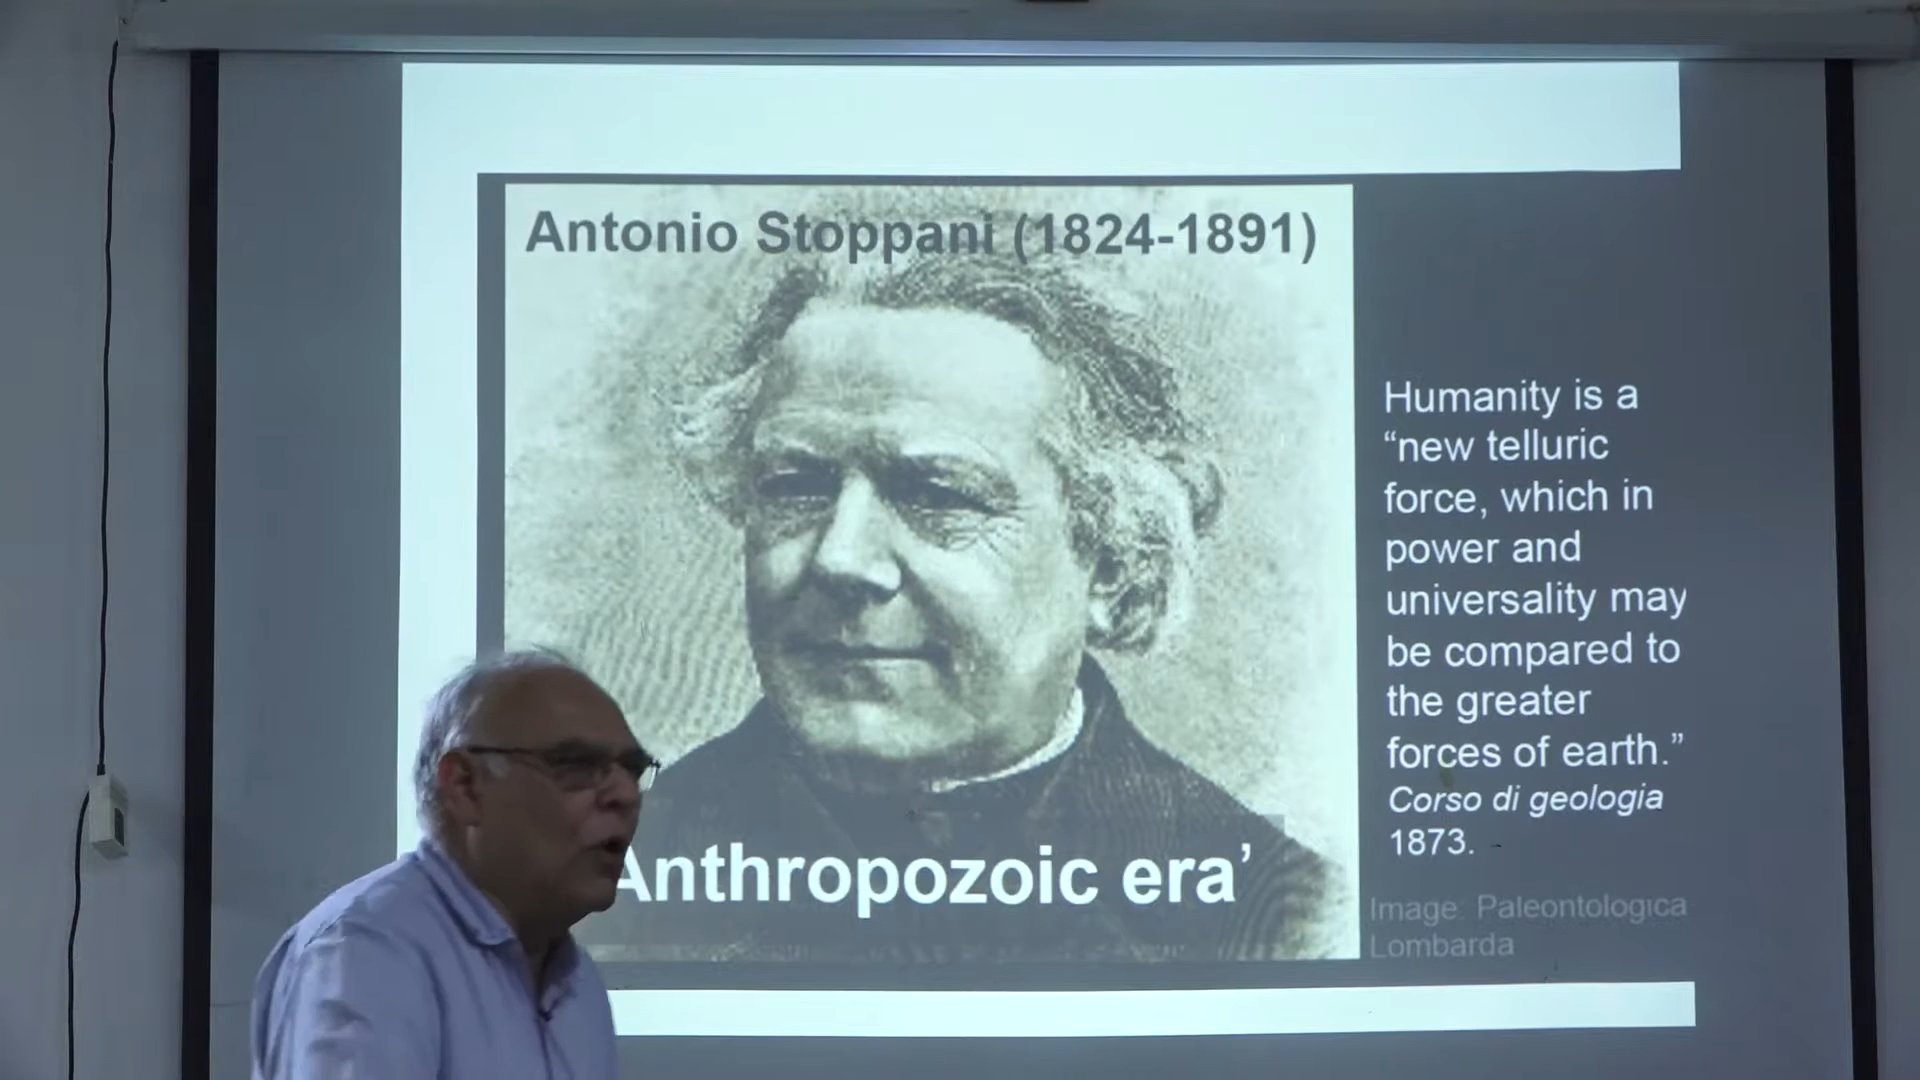 Antonio Stoppani (1824-1891)
Humanity is a
“new telluric
force, which in
power and
universality may
be compared to
the greater
forces of earth.”
Corso di geologia
1873.
Anthropozoic era’
Image: Paleontologica
Lombarda